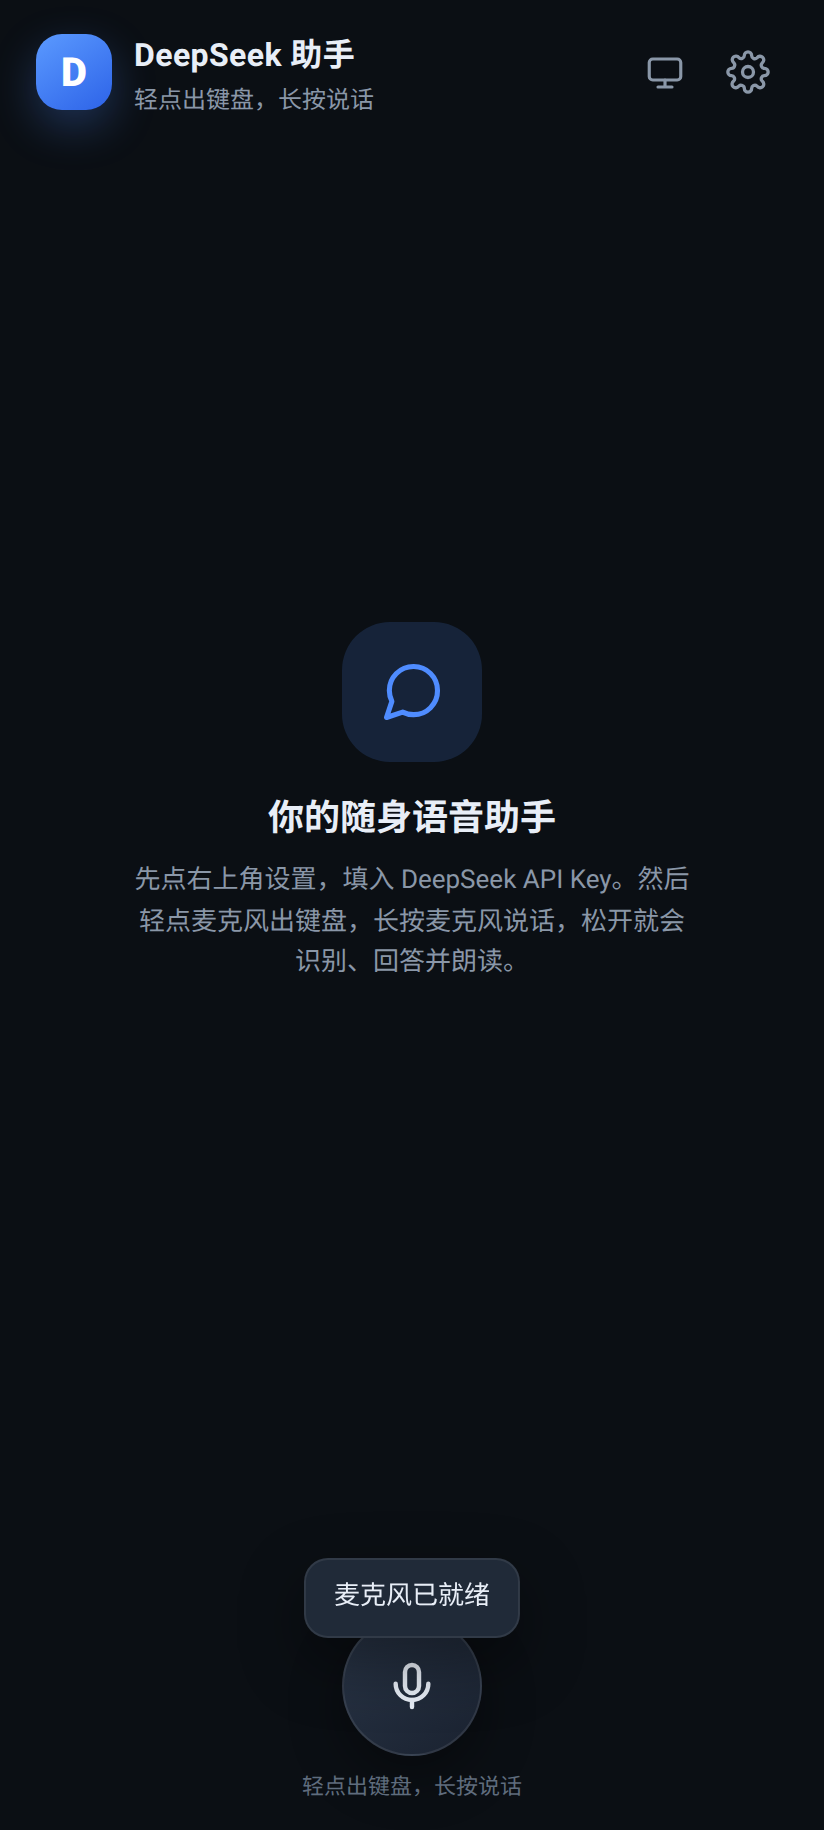 D
DeepSeek 助手
轻点出键盘，长按说话
你的随身语音助手
先点右上角设置，填入 DeepSeek API Key。然后
轻点麦克风出键盘，长按麦克风说话，松开就会
识别、回答并朗读。
麦克风已就绪
轻点出键盘，长按说话